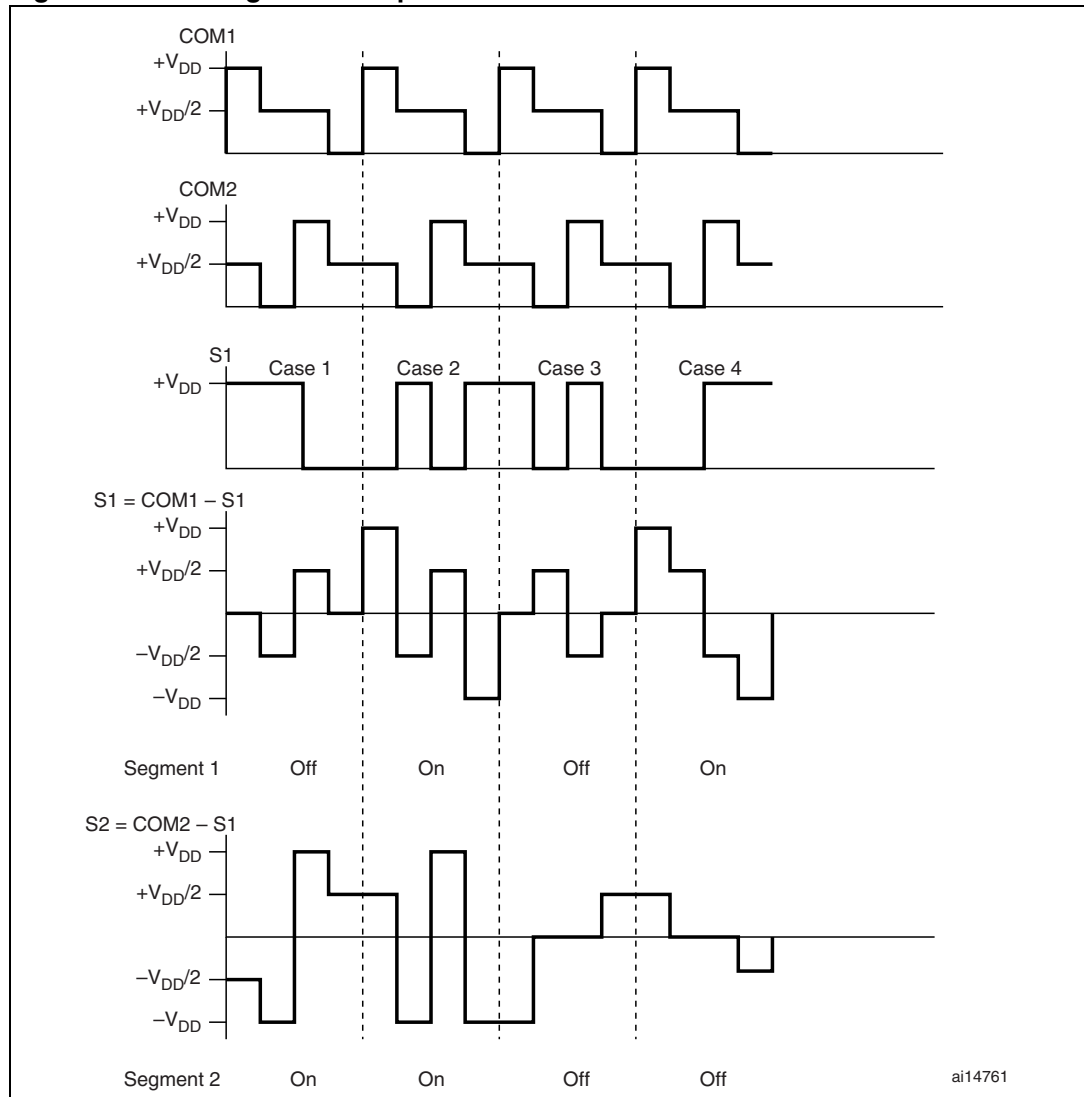 COM1
+VDD
+VDD/2
COM2
+VDD
+VDD/2
S1
Case 1 Case 2 Case 3 Case 4
+VDD
S1 = COM1 – S1
+VDD
+VDD/2
–VDD/2
–VDD
Segment 1 Off On Off On
S2 = COM2 – S1
+VDD
+VDD/2
–VDD/2
–VDD
Segment 2 On On Off Off
ai14761